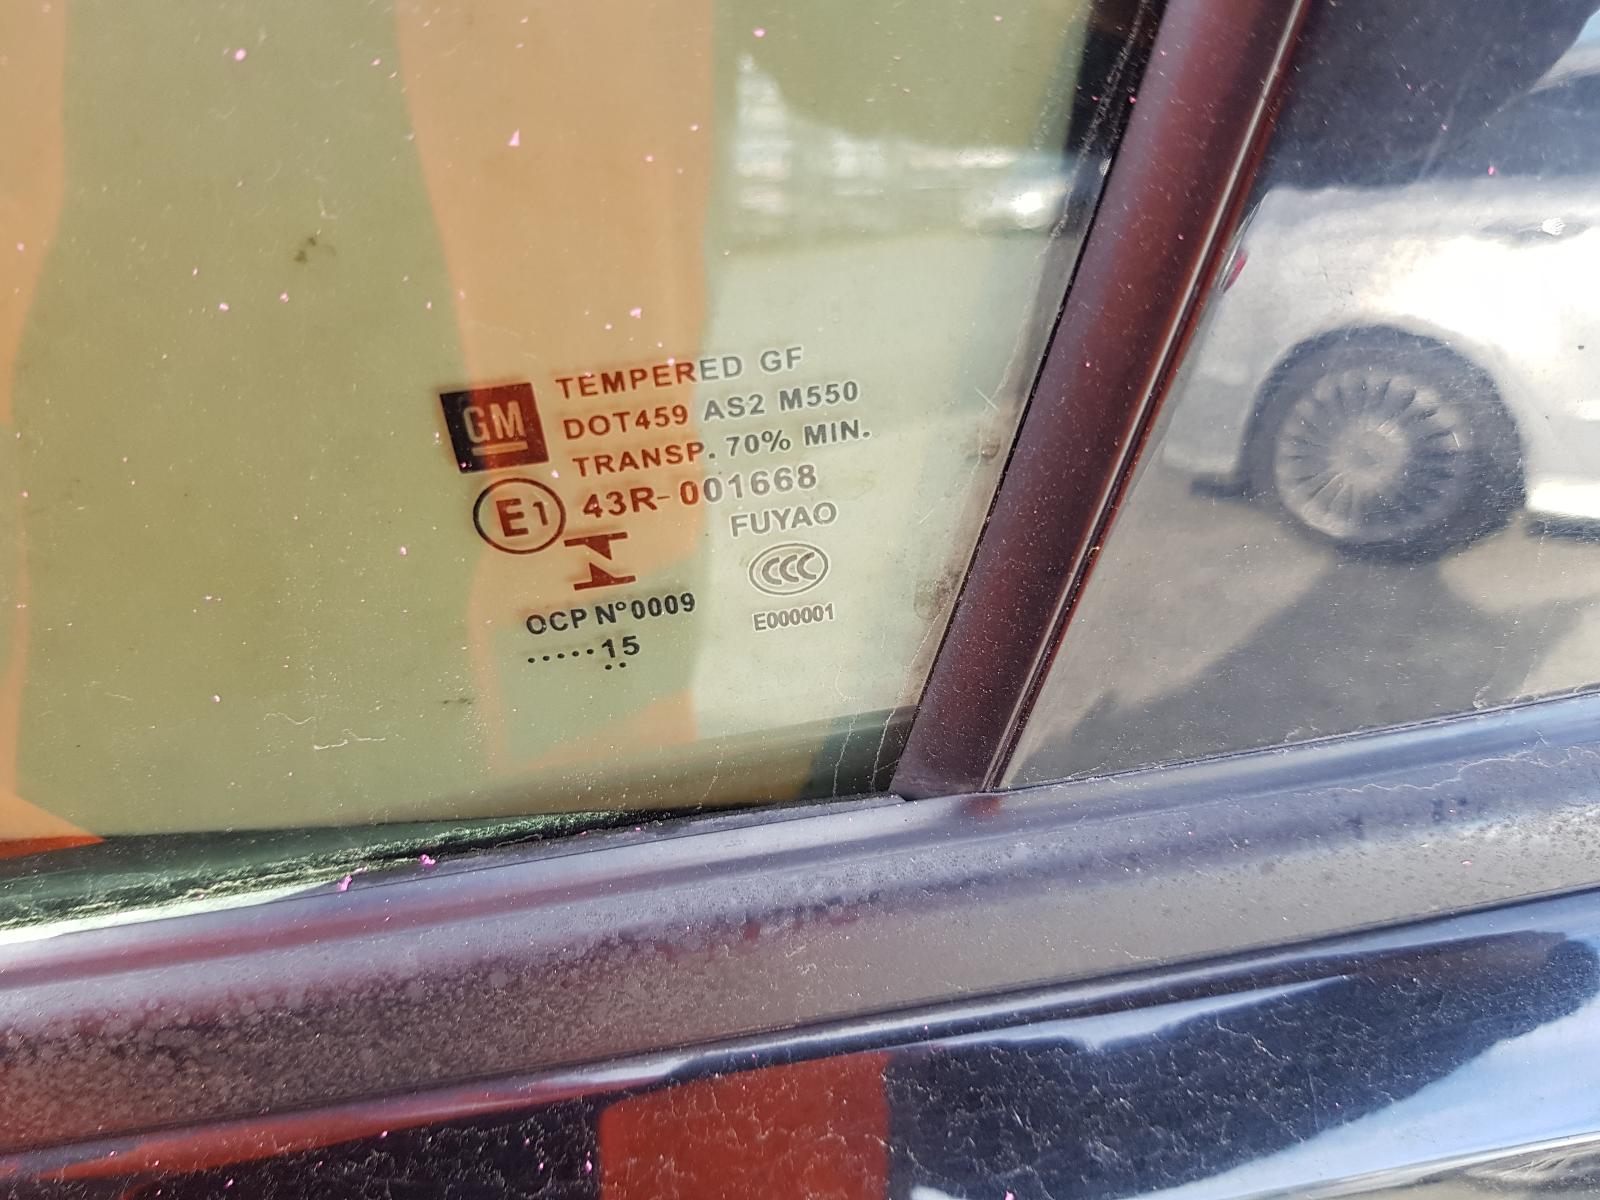 GM
TEMPERED GF
DOT459 AS2 M550
TRANSP. 70% MIN.
E1 43R-001668
FUYAO
CCC
OCP N°0009
E000001
·····15
··